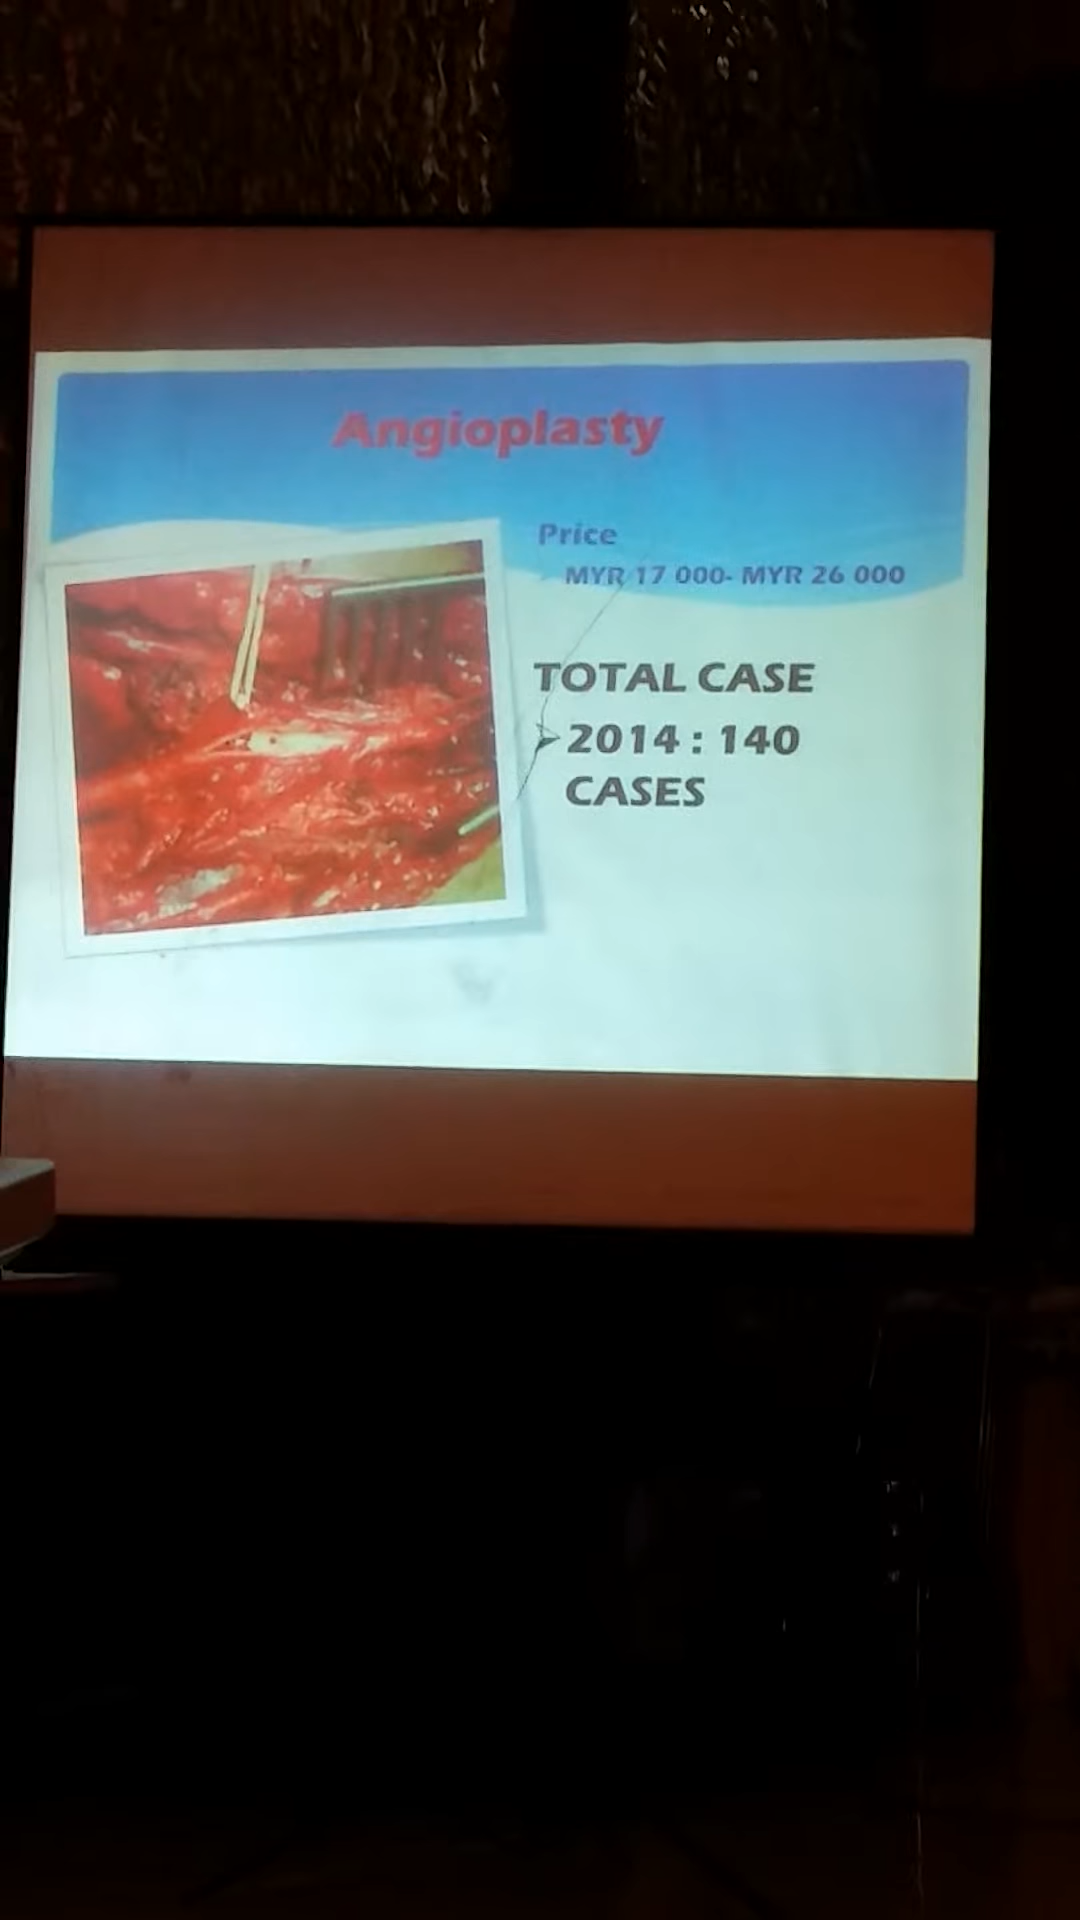 Angioplasty
Price
MYR 17 000- MYR 26 000
TOTAL CASE
2014 : 140
CASES